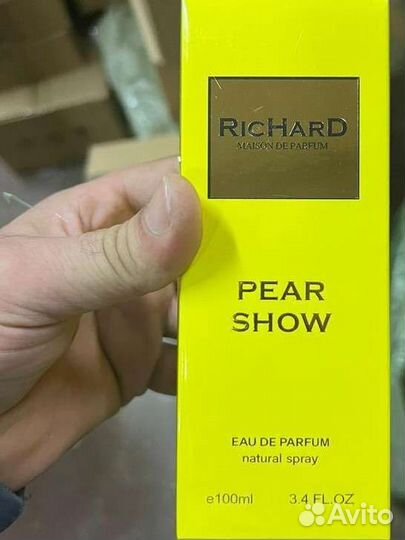 RICHARD
MAISON DE PARFUM
PEAR
SHOW
EAU DE PARFUM
natural spray
e100ml 3.4 FL.OZ
Avito